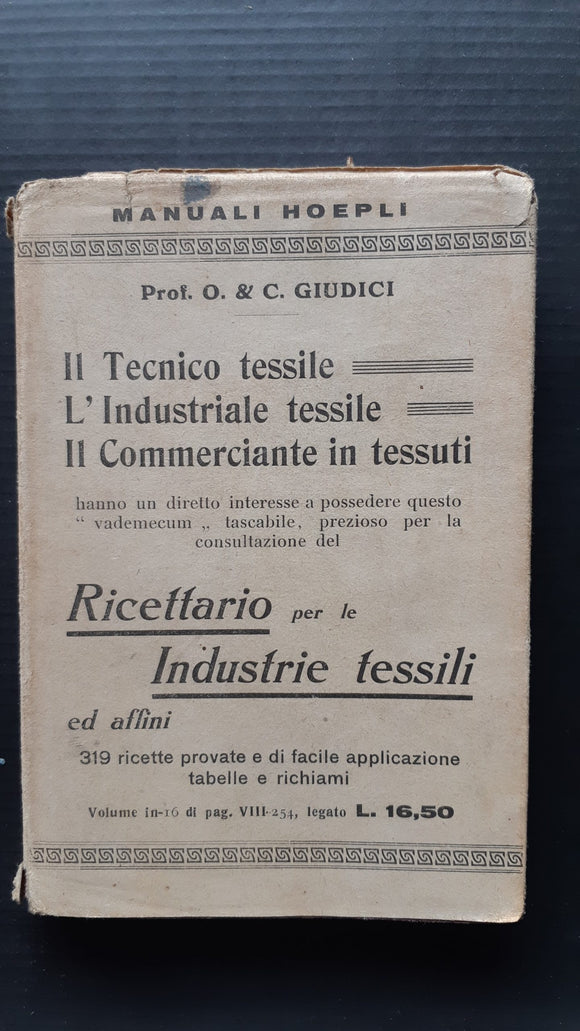 MANUALI HOEPLI
Prof. O. & C. GIUDICI
Il Tecnico tessile
L'Industriale tessile
Il Commerciante in tessuti
hanno un diretto interesse a possedere questo
“ vademecum „ tascabile, prezioso per la
consultazione del
Ricettario per le
Industrie tessili
ed affini
319 ricette provate e di facile applicazione
tabelle e richiami
Volume in-16 di pag. VIII-254, legato L. 16,50